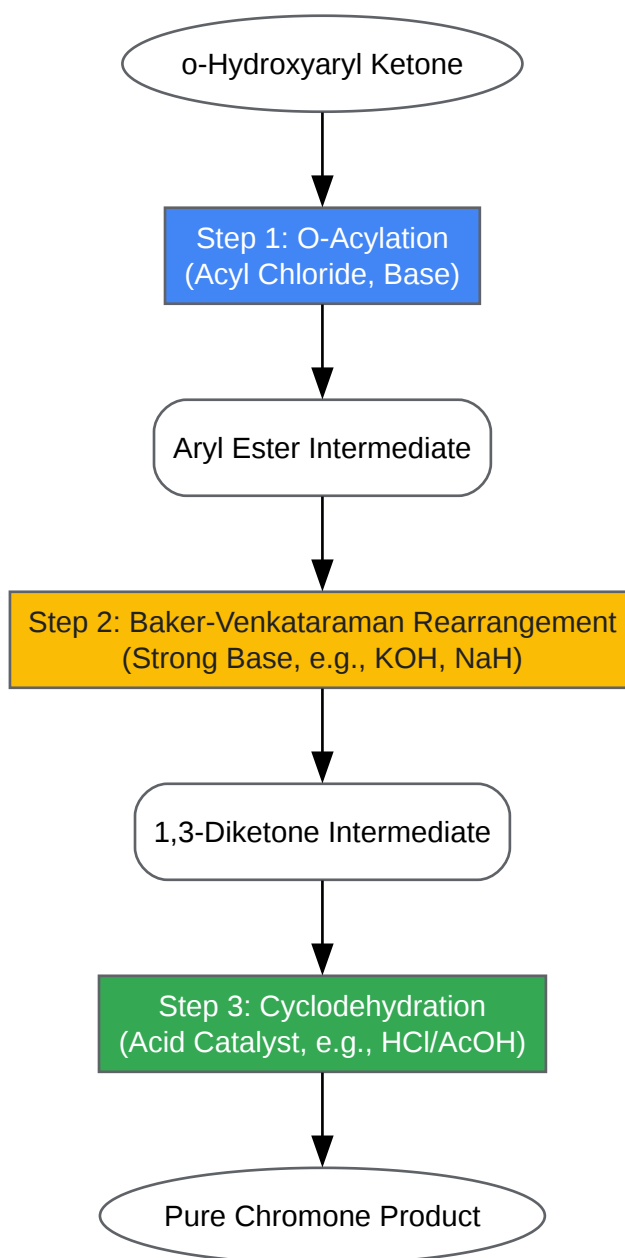 o-Hydroxyaryl Ketone
Step 1: O-Acylation
(Acyl Chloride, Base)
Aryl Ester Intermediate
Step 2: Baker-Venkataraman Rearrangement
(Strong Base, e.g., KOH, NaH)
1,3-Diketone Intermediate
Step 3: Cyclodehydration
(Acid Catalyst, e.g., HCl/AcOH)
Pure Chromone Product